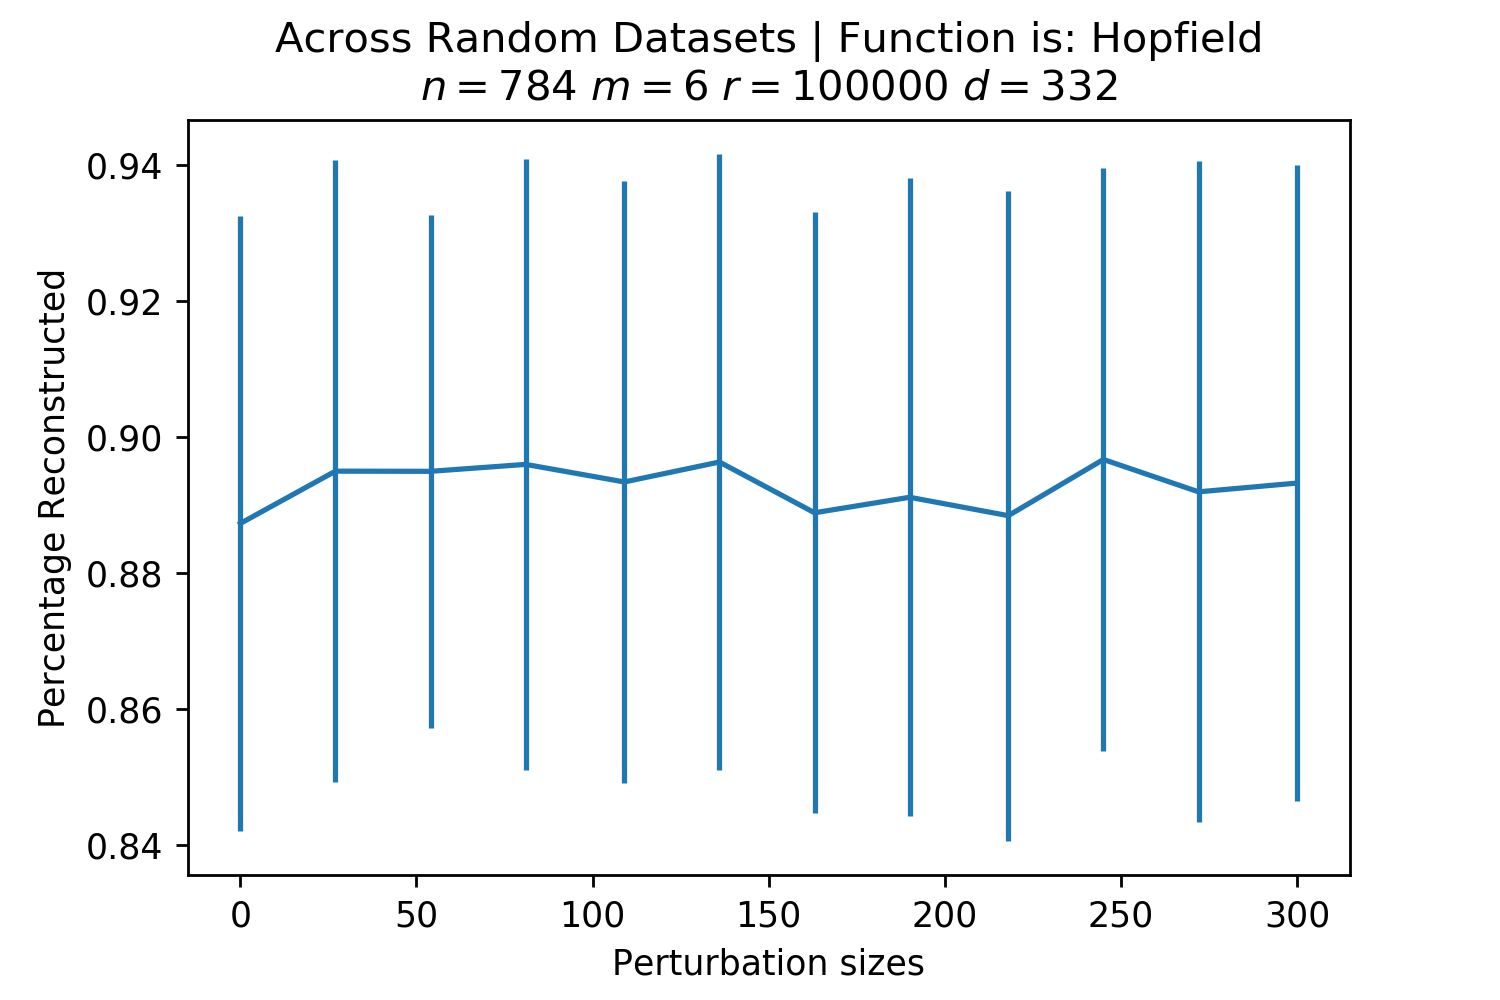 Across Random Datasets | Function is: Hopfield
n = 784 m = 6 r = 100000 d = 332
0.94
0.92
0.90
0.88
0.86
0.84
Percentage Reconstructed
0 50 100 150 200 250 300
Perturbation sizes